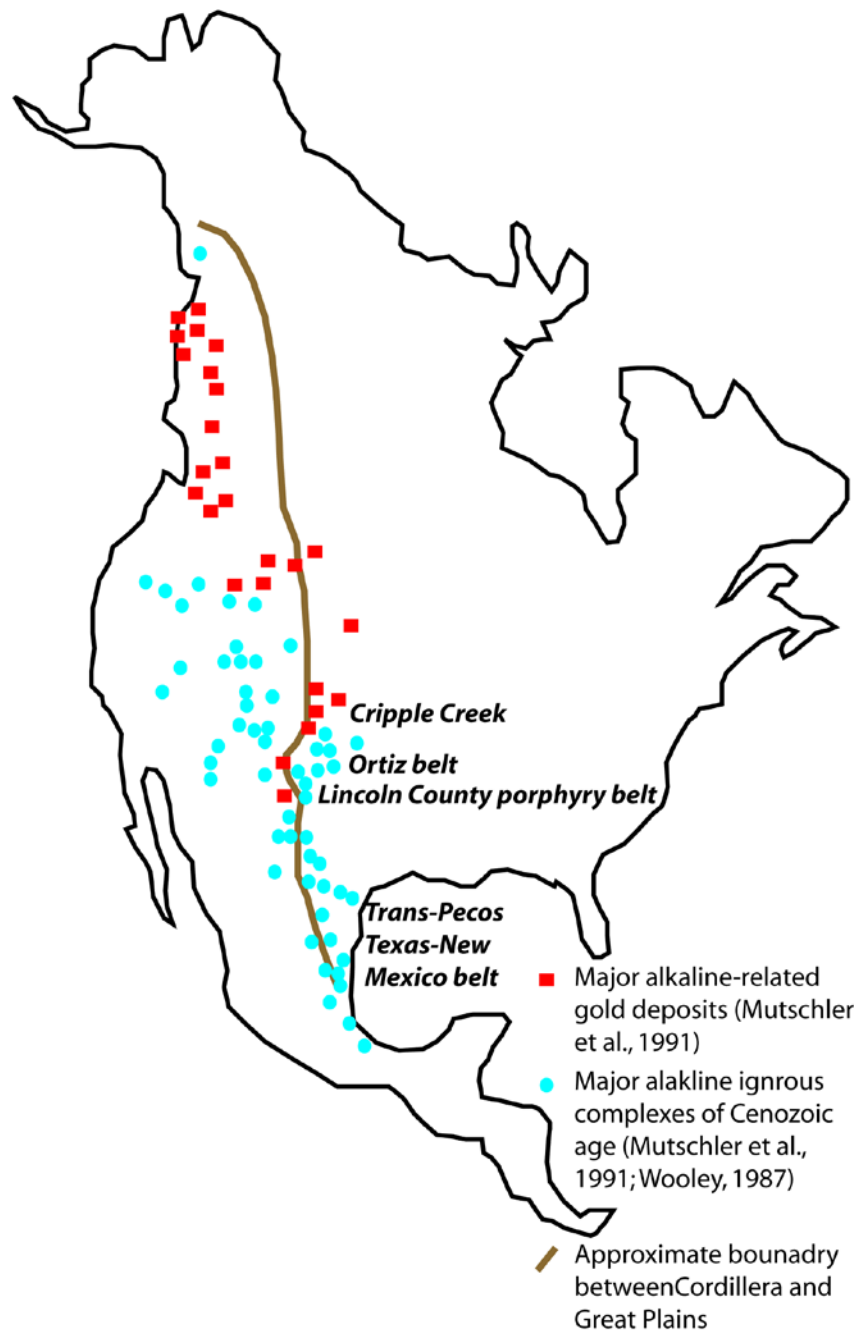 Cripple Creek
Ortiz belt
Lincoln County porphyry belt
Trans-Pecos
Texas-New
Mexico belt
Major alkaline-related
gold deposits (Mutschler
et al., 1991)
Major alakline ignrous
complexes of Cenozoic
age (Mutschler et al.,
1991; Wooley, 1987)
Approximate bounadry
betweenCordillera and
Great Plains